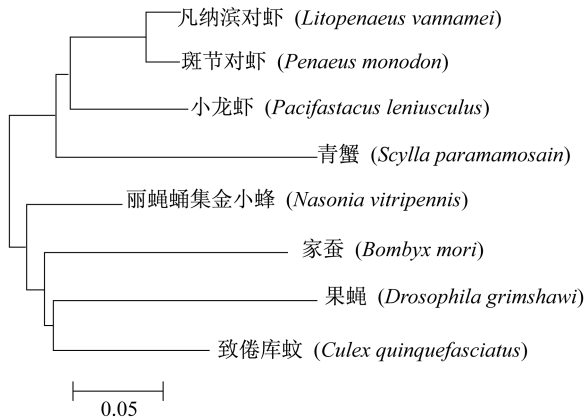 凡纳滨对虾 (Litopenaeus vannamei)
斑节对虾 (Penaeus monodon)
小龙虾 (Pacifastacus leniusculus)
青蟹 (Scylla paramamosain)
丽蝇蛹集金小蜂 (Nasonia vitripennis)
家蚕 (Bombyx mori)
果蝇 (Drosophila grimshawi)
致倦库蚊 (Culex quinquefasciatus)
0.05